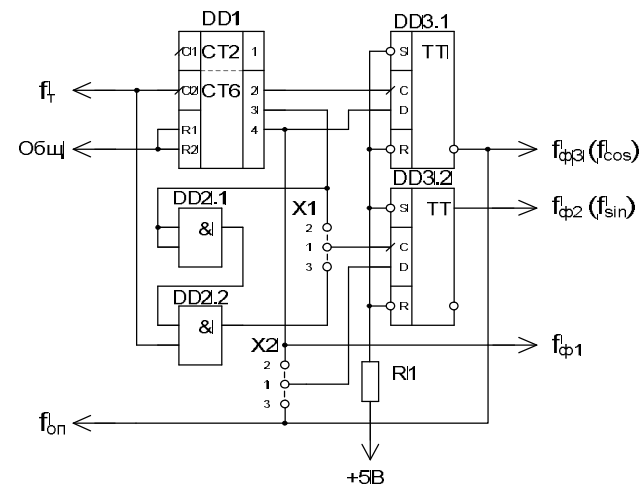 DD1
C1 CT2 1
fт C2 CT6 2
3
R1 4
Общ R2
DD3.1
S TT
C
D
R
fф3 (fcos)
DD2.1
&
DD3.2
S TT
fф2 (fsin)
X1
2
1 C
3 D
R
DD2.2
&
X2
fф1
2
1
3
R1
fоп
+5В